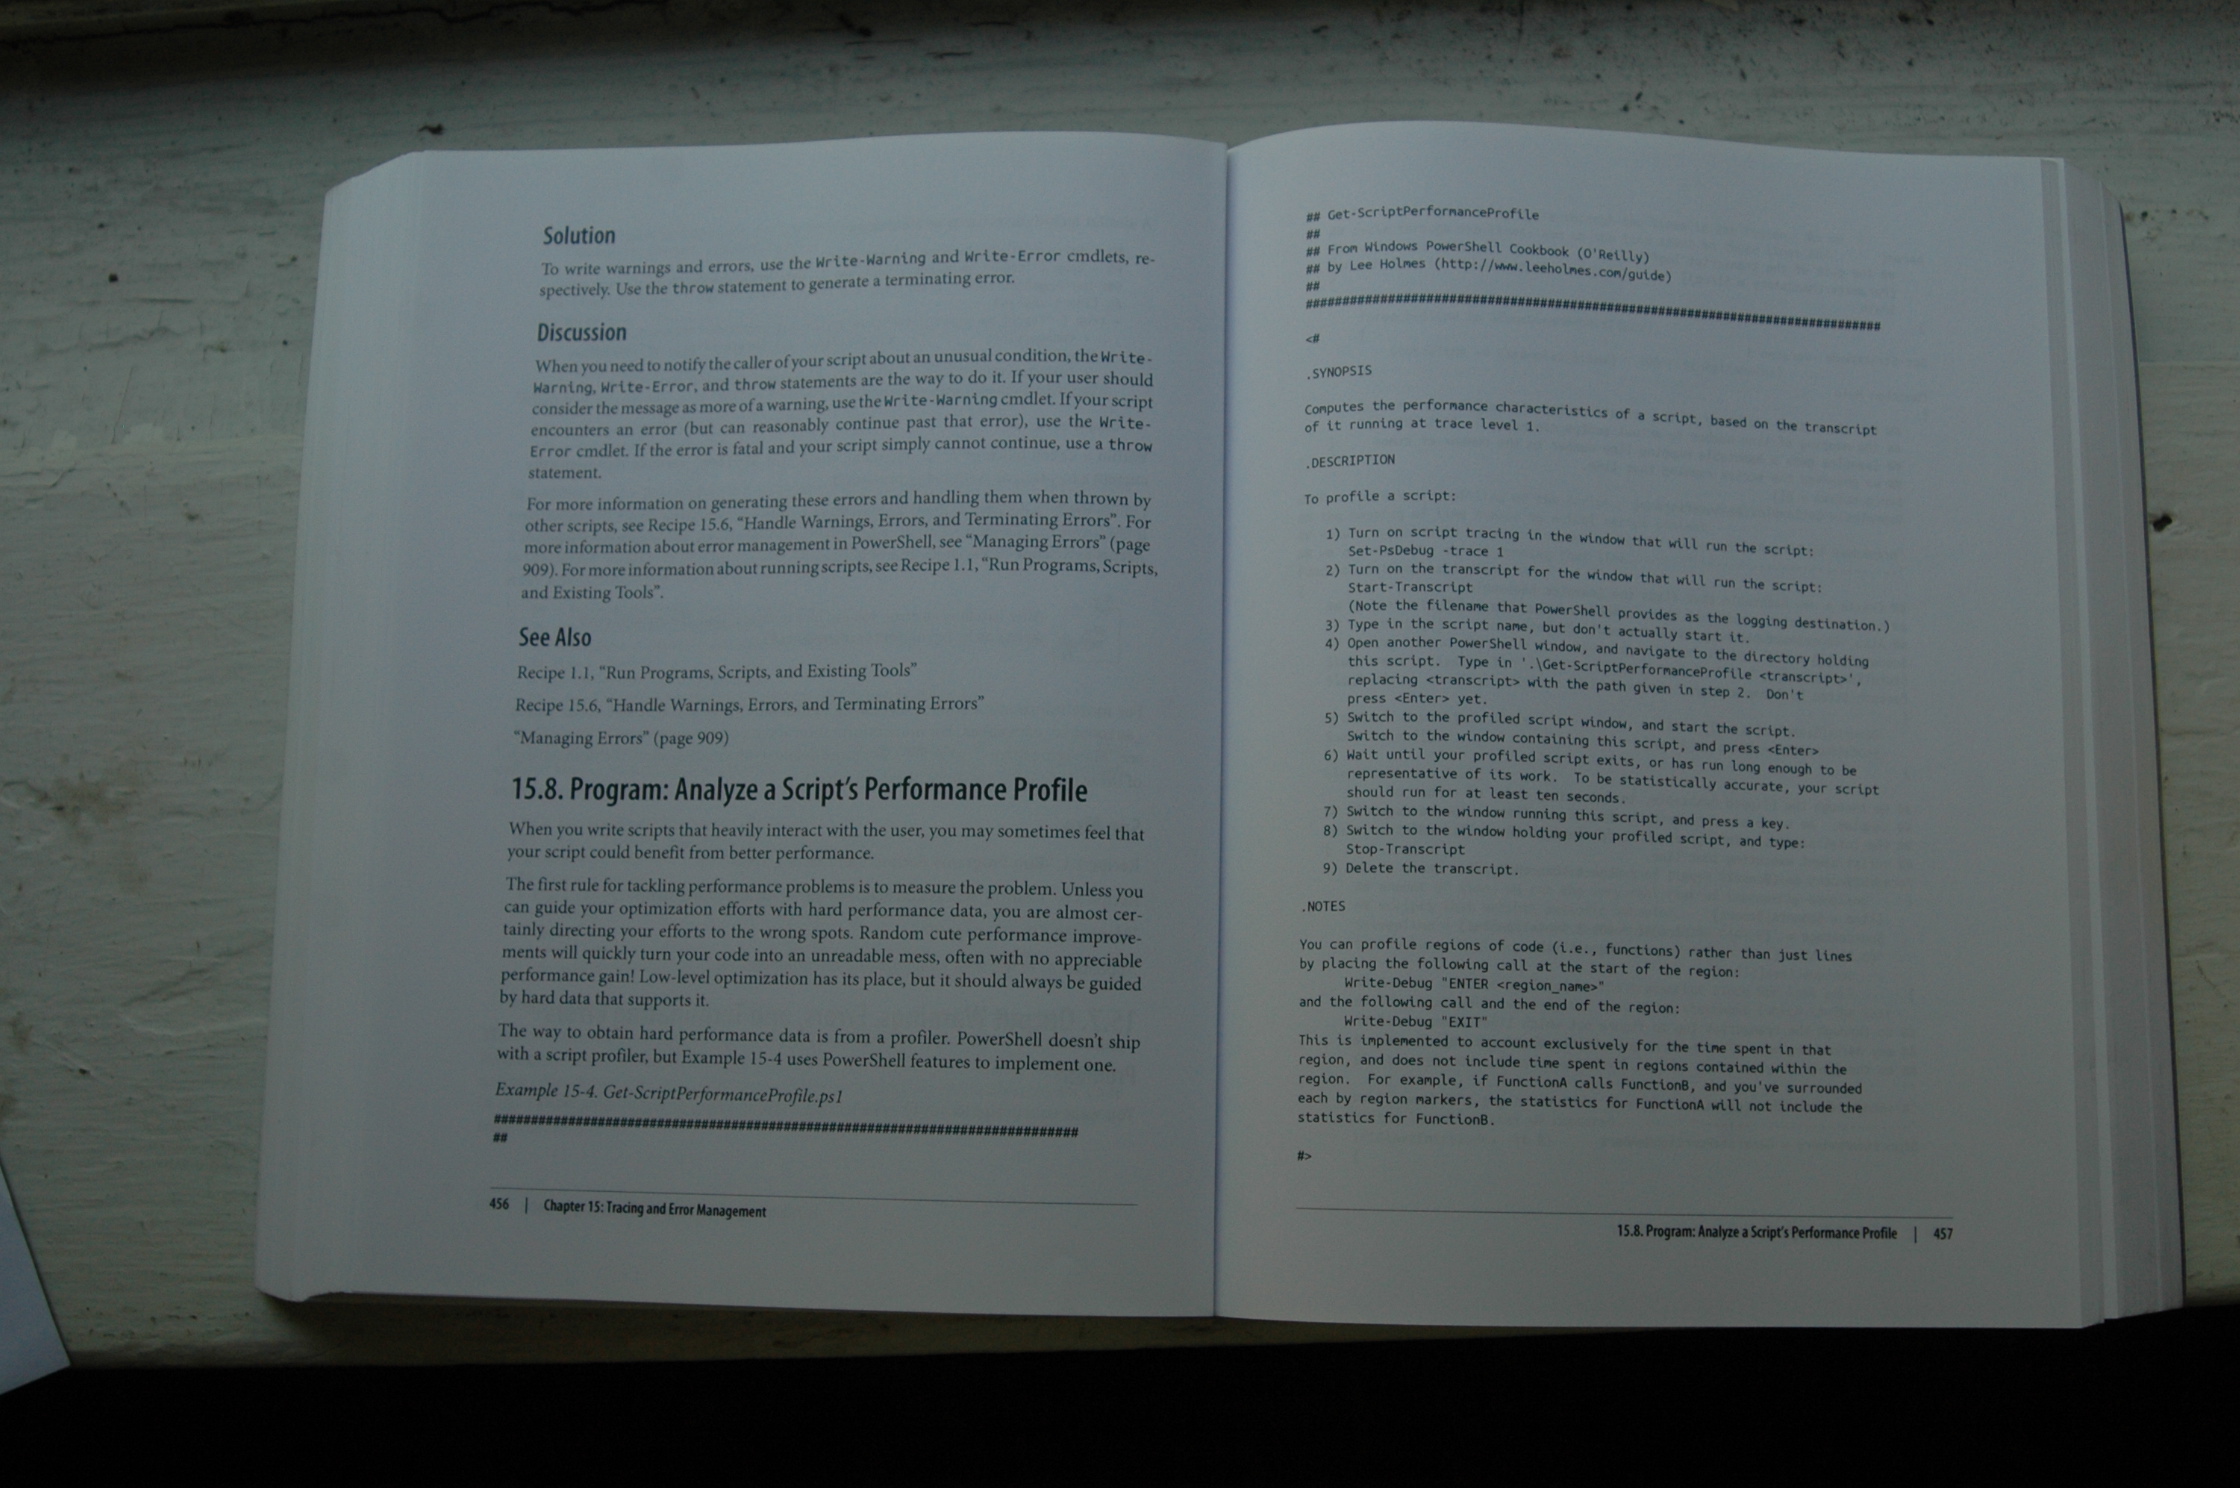 Solution
To write warnings and errors, use the Write-Warning and Write-Error cmdlets, re-
spectively. Use the throw statement to generate a terminating error.
Discussion
When you need to notify the caller of your script about an unusual condition, the Write-
Warning, Write-Error, and throw statements are the way to do it. If your user should
consider the message as more of a warning, use the Write-Warning cmdlet. If your script
encounters an error (but can reasonably continue past that error), use the Write-
Error cmdlet. If the error is fatal and your script simply cannot continue, use a throw
statement.
For more information on generating these errors and handling them when thrown by
other scripts, see Recipe 15.6, “Handle Warnings, Errors, and Terminating Errors”. For
more information about error management in PowerShell, see “Managing Errors” (page
909). For more information about running scripts, see Recipe 1.1, “Run Programs, Scripts,
and Existing Tools”.
See Also
Recipe 1.1, “Run Programs, Scripts, and Existing Tools”
Recipe 15.6, “Handle Warnings, Errors, and Terminating Errors”
“Managing Errors” (page 909)
15.8. Program: Analyze a Script’s Performance Profile
When you write scripts that heavily interact with the user, you may sometimes feel that
your script could benefit from better performance.
The first rule for tackling performance problems is to measure the problem. Unless you
can guide your optimization efforts with hard performance data, you are almost cer-
tainly directing your efforts to the wrong spots. Random cute performance improve-
ments will quickly turn your code into an unreadable mess, often with no appreciable
performance gain! Low-level optimization has its place, but it should always be guided
by hard data that supports it.
The way to obtain hard performance data is from a profiler. PowerShell doesn’t ship
with a script profiler, but Example 15-4 uses PowerShell features to implement one.
Example 15-4. Get-ScriptPerformanceProfile.ps1
##############################################################################
##
456 | Chapter 15: Tracing and Error Management
## Get-ScriptPerformanceProfile
##
## From Windows PowerShell Cookbook (O'Reilly)
## by Lee Holmes (http://www.leeholmes.com/guide)
##
##############################################################################
<#
.SYNOPSIS
Computes the performance characteristics of a script, based on the transcript
of it running at trace level 1.
.DESCRIPTION
To profile a script:
1) Turn on script tracing in the window that will run the script:
Set-PsDebug -trace 1
2) Turn on the transcript for the window that will run the script:
Start-Transcript
(Note the filename that PowerShell provides as the logging destination.)
3) Type in the script name, but don't actually start it.
4) Open another PowerShell window, and navigate to the directory holding
this script. Type in '.\Get-ScriptPerformanceProfile <transcript>',
replacing <transcript> with the path given in step 2. Don't
press <Enter> yet.
5) Switch to the profiled script window, and start the script.
Switch to the window containing this script, and press <Enter>
6) Wait until your profiled script exits, or has run long enough to be
representative of its work. To be statistically accurate, your script
should run for at least ten seconds.
7) Switch to the window running this script, and press a key.
8) Switch to the window holding your profiled script, and type:
Stop-Transcript
9) Delete the transcript.
.NOTES
You can profile regions of code (i.e., functions) rather than just lines
by placing the following call at the start of the region:
Write-Debug "ENTER <region_name>"
and the following call and the end of the region:
Write-Debug "EXIT"
This is implemented to account exclusively for the time spent in that
region, and does not include time spent in regions contained within the
region. For example, if FunctionA calls FunctionB, and you've surrounded
each by region markers, the statistics for FunctionA will not include the
statistics for FunctionB.
#>
15.8. Program: Analyze a Script’s Performance Profile | 457